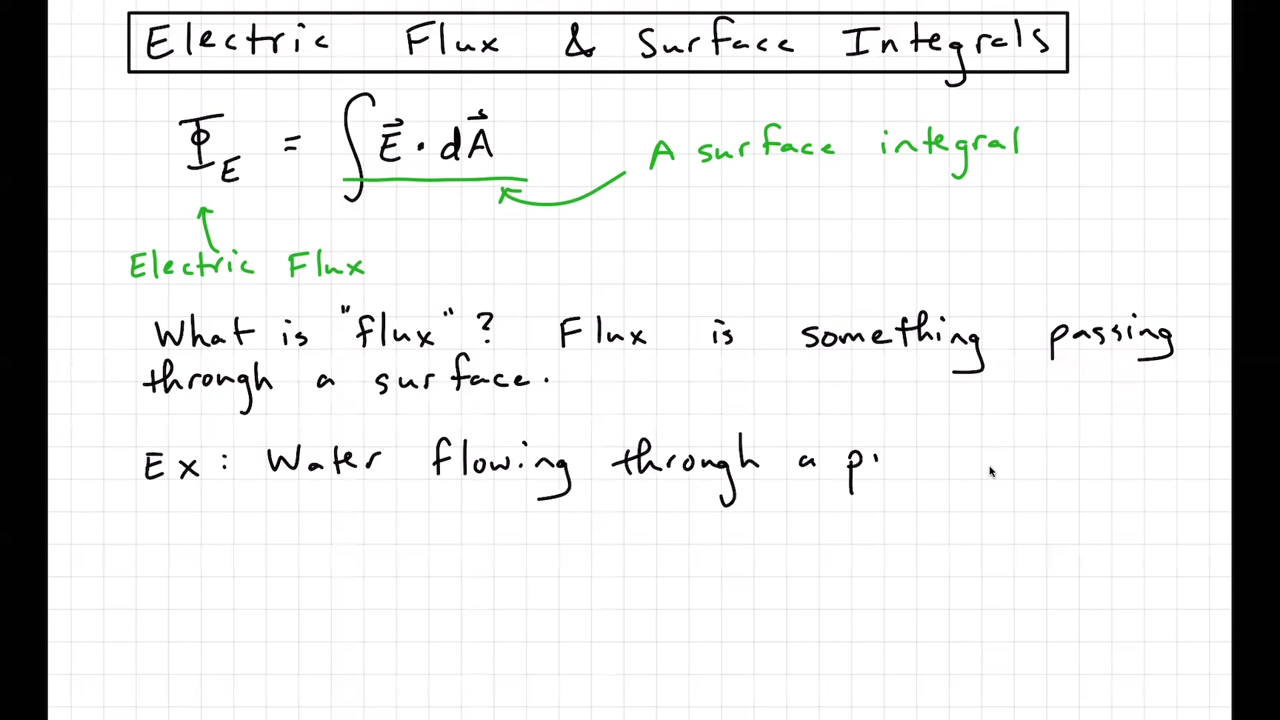 Electric Flux & Surface Integrals
Φ_E = ∫ E⃗ · dA⃗
A surface integral
Electric Flux
What is "flux"? Flux is something passing
through a surface.
Ex: Water flowing through a p